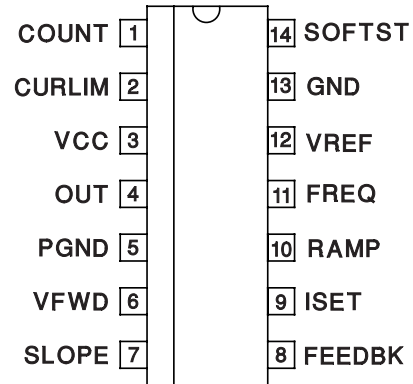 COUNT 1 14 SOFTST
CURLIM 2 13 GND
VCC 3 12 VREF
OUT 4 11 FREQ
PGND 5 10 RAMP
VFWD 6 9 ISET
SLOPE 7 8 FEEDBK